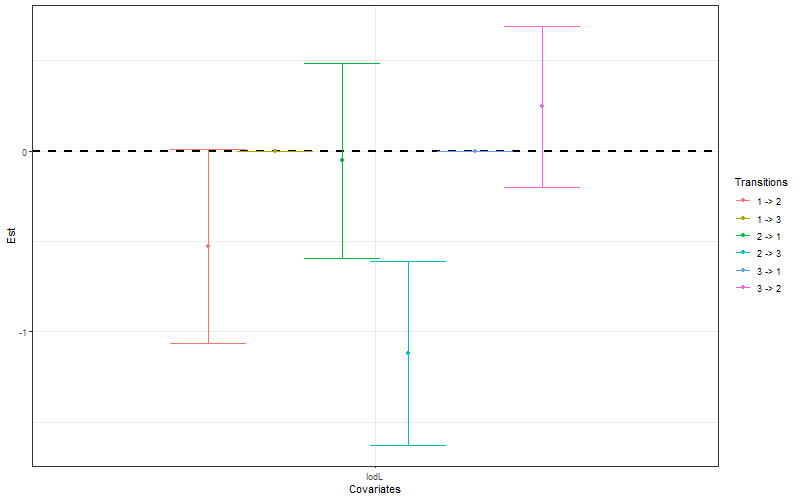 Est
0
-1
lodL
Covariates
Transitions
1 -> 2
1 -> 3
2 -> 1
2 -> 3
3 -> 1
3 -> 2